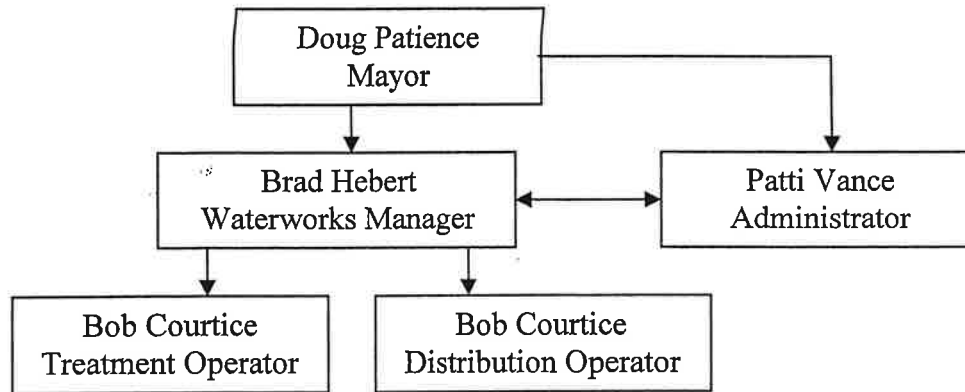 Doug Patience
Mayor
Brad Hebert
Waterworks Manager
Patti Vance
Administrator
Bob Courtice
Treatment Operator
Bob Courtice
Distribution Operator